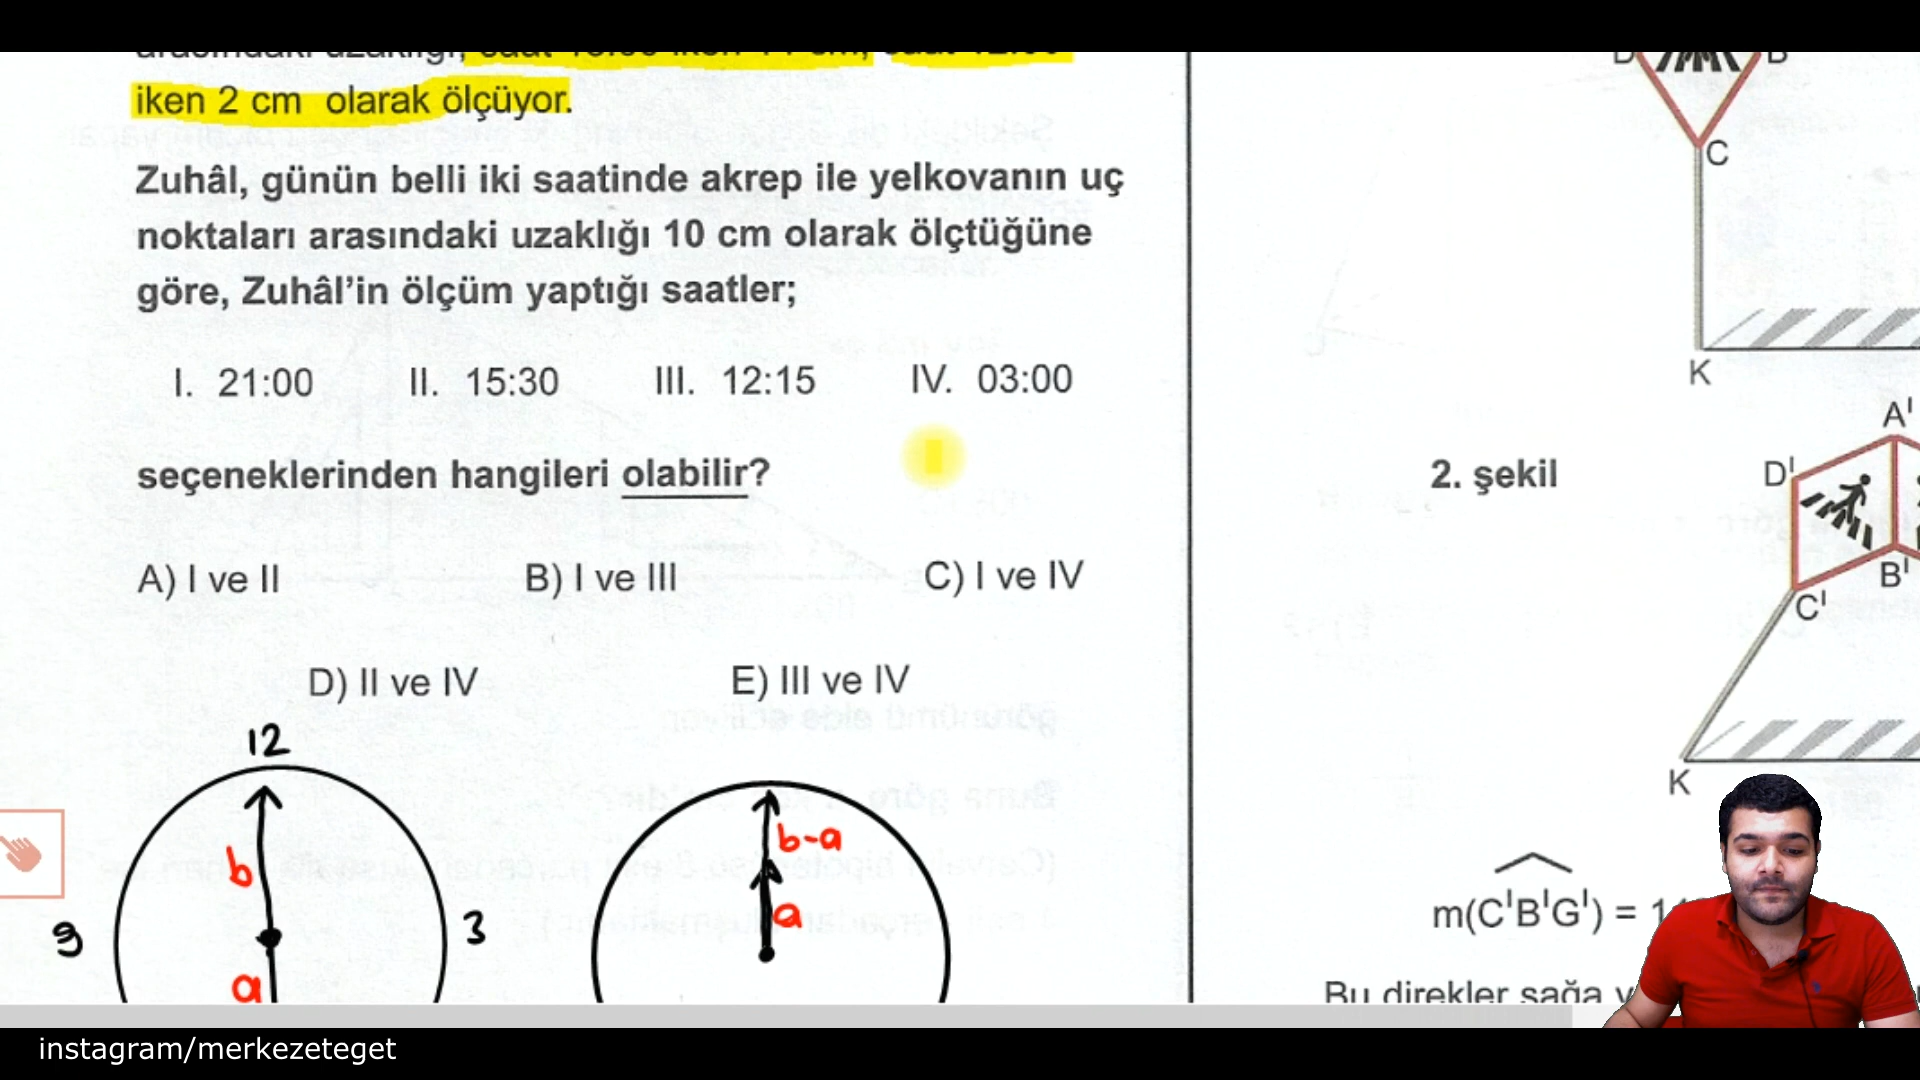 iken 2 cm olarak ölçüyor.
Zuhâl, günün belli iki saatinde akrep ile yelkovanın uç
noktaları arasındaki uzaklığı 10 cm olarak ölçtüğüne
göre, Zuhâl'in ölçüm yaptığı saatler;
I. 21:00 II. 15:30 III. 12:15 IV. 03:00
seçeneklerinden hangileri olabilir?
A) I ve II B) I ve III C) I ve IV
D) II ve IV E) III ve IV
12
b
9
3
a
b-a
a
D
B
C
K
2. şekil
A'
D'
B'
C'
K
m(C'B'G') =
Bu direkler sağa
instagram/merkezeteget